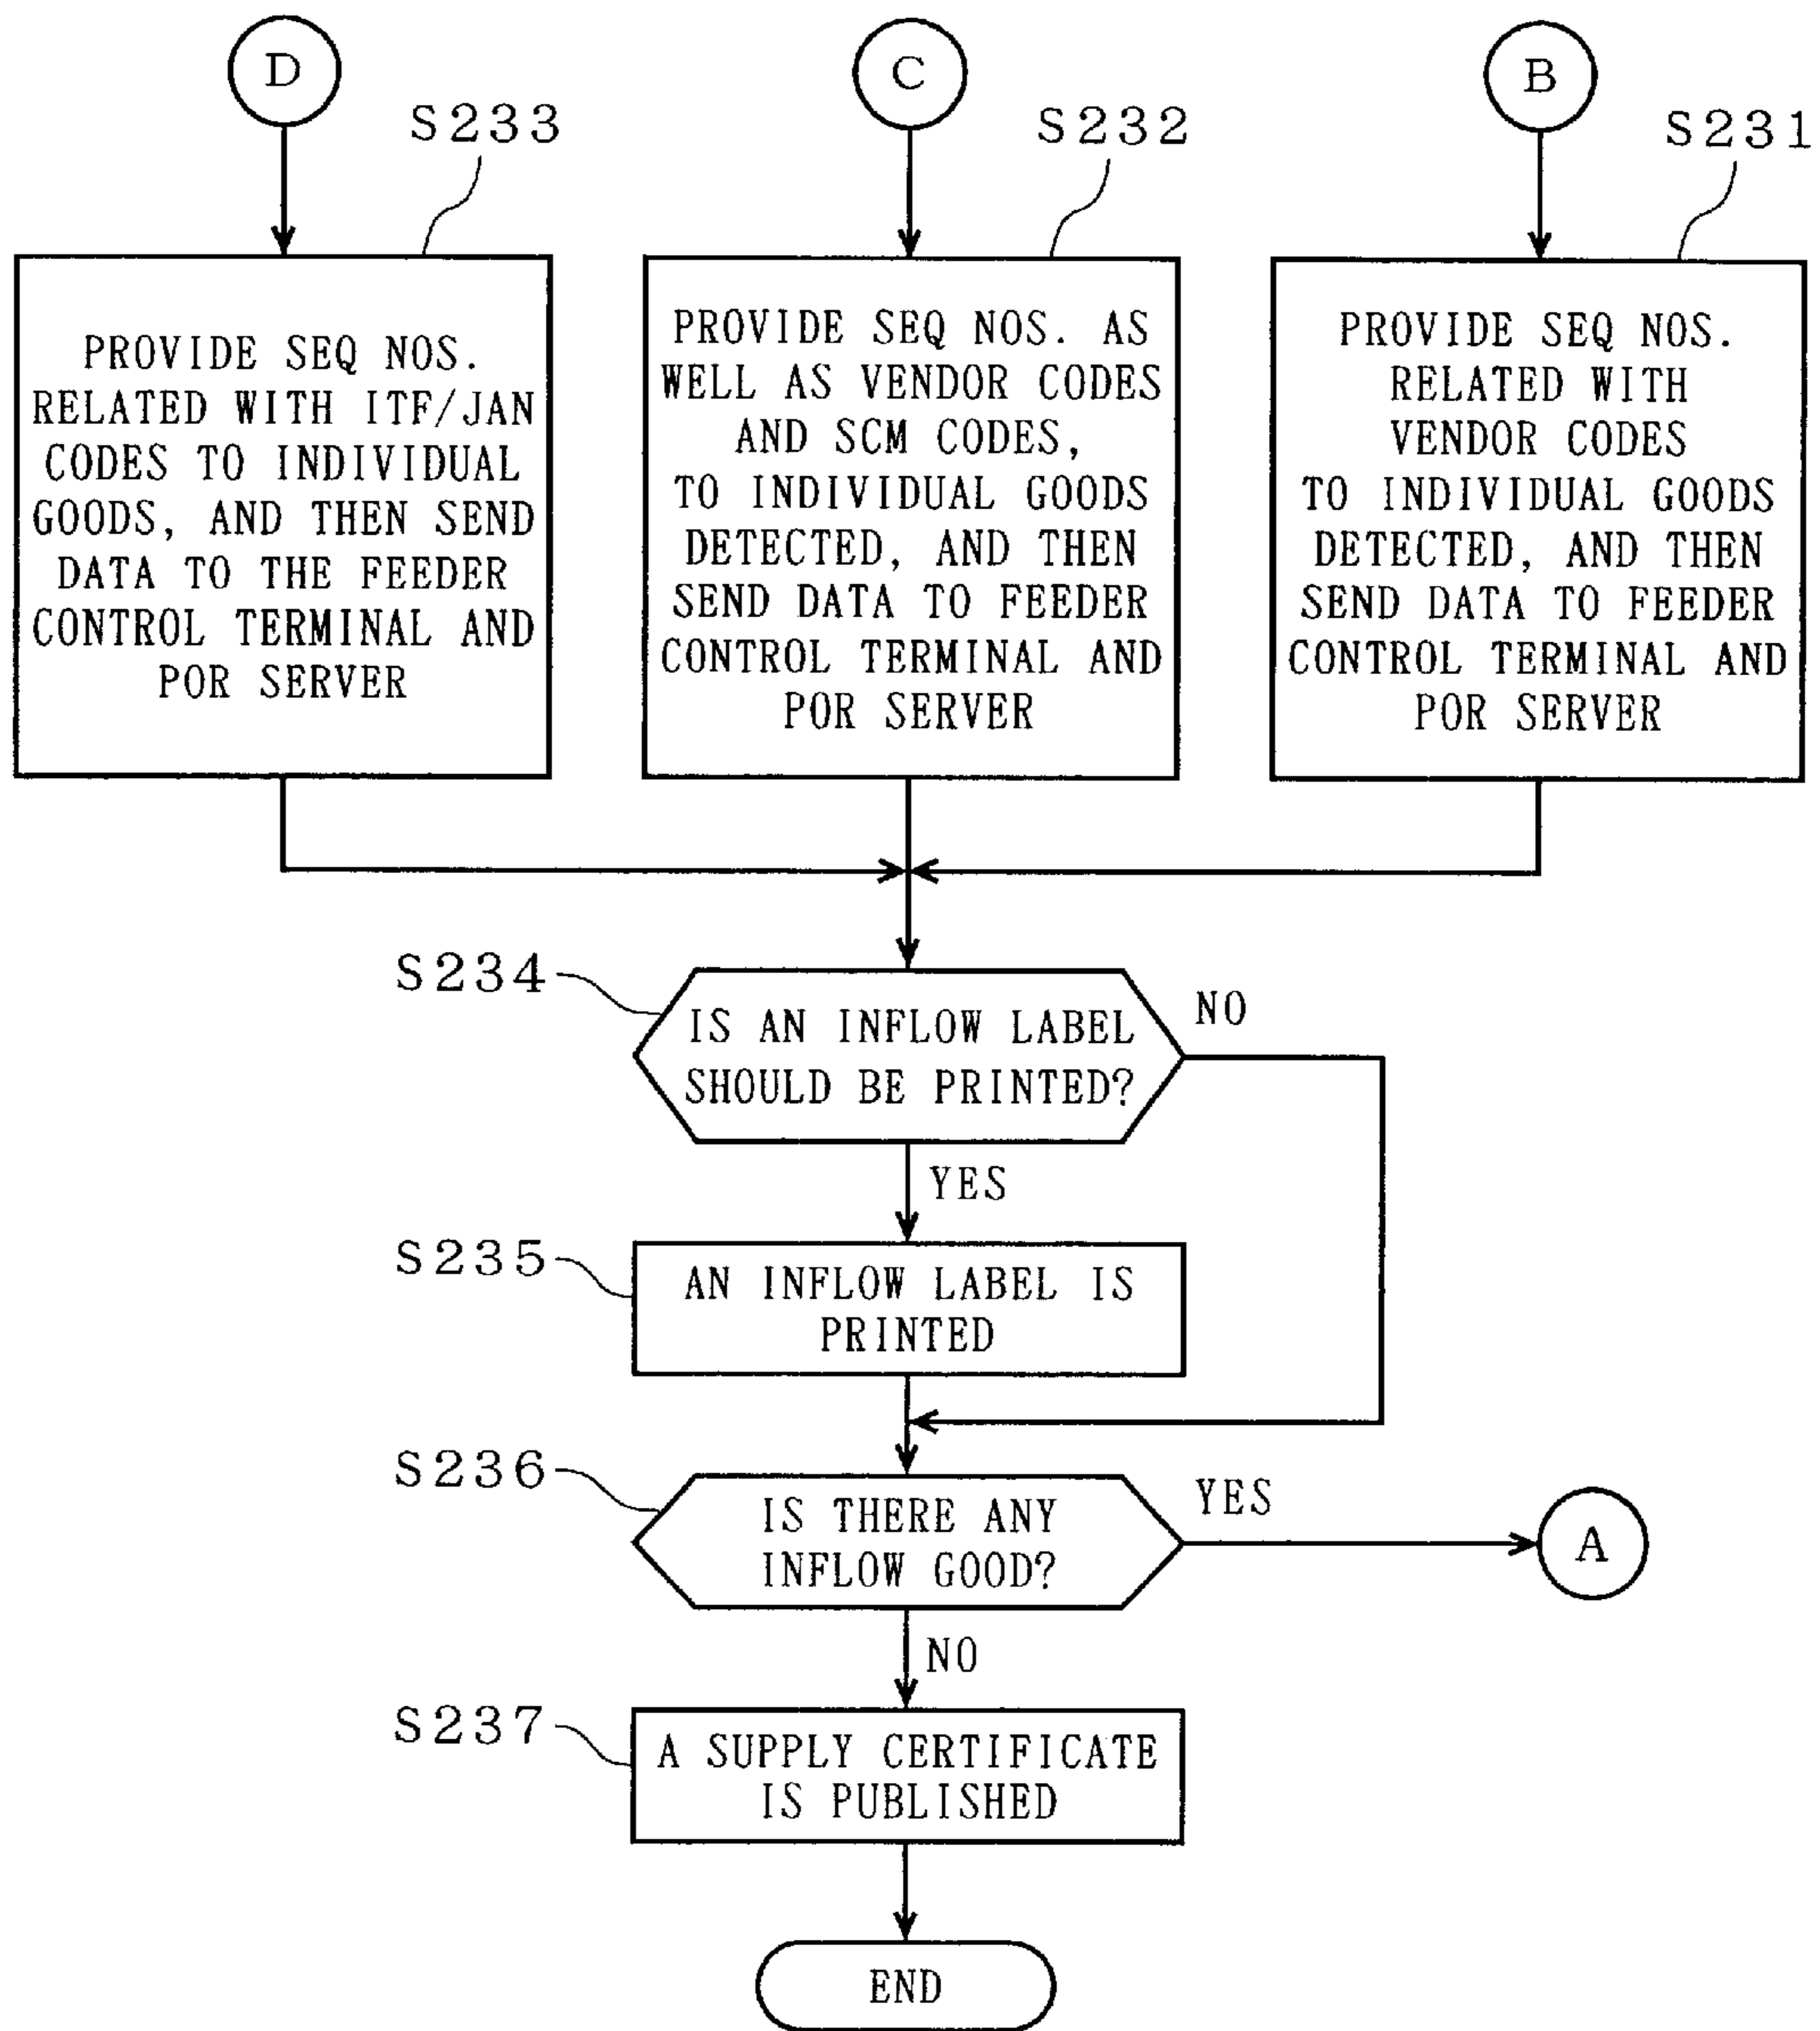 D
C
B
S233
S232
S231
PROVIDE SEQ NOS.
RELATED WITH ITF/JAN
CODES TO INDIVIDUAL
GOODS, AND THEN SEND
DATA TO THE FEEDER
CONTROL TERMINAL AND
POR SERVER
PROVIDE SEQ NOS. AS
WELL AS VENDOR CODES
AND SCM CODES,
TO INDIVIDUAL GOODS
DETECTED, AND THEN
SEND DATA TO FEEDER
CONTROL TERMINAL AND
POR SERVER
PROVIDE SEQ NOS.
RELATED WITH
VENDOR CODES
TO INDIVIDUAL GOODS
DETECTED, AND THEN
SEND DATA TO FEEDER
CONTROL TERMINAL AND
POR SERVER
S234
IS AN INFLOW LABEL
SHOULD BE PRINTED?
NO
YES
S235
AN INFLOW LABEL IS
PRINTED
S236
IS THERE ANY
INFLOW GOOD?
YES
A
NO
S237
A SUPPLY CERTIFICATE
IS PUBLISHED
END